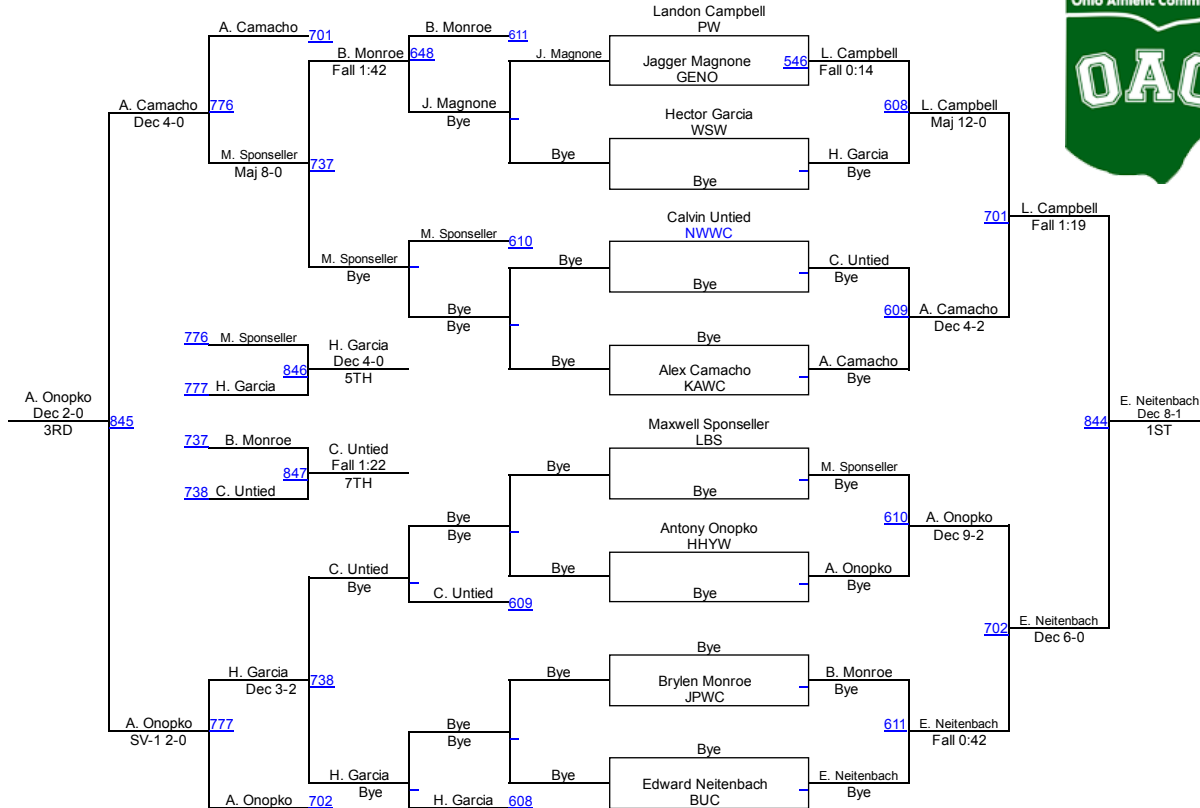 Landon Campbell
PW
A. Camacho 701
B. Monroe 611
J. Magnone
Jagger Magnone 546
GENO
L. Campbell
Fall 0:14
B. Monroe 648
Fall 1:42
A. Camacho 776
Dec 4-0
J. Magnone
Bye
608 L. Campbell
Maj 12-0
Hector Garcia
WSW
Bye
Bye
H. Garcia
Bye
M. Sponseller 737
Maj 8-0
Calvin Untied
NWWC
Bye
Bye
C. Untied
Bye
701 L. Campbell
Fall 1:19
M. Sponseller 610
M. Sponseller
Bye
Bye
Bye
609 A. Camacho
Dec 4-2
Bye
Alex Camacho
KAWC
Bye
A. Camacho
Bye
776 M. Sponseller
846
777 H. Garcia
H. Garcia
Dec 4-0
5TH
A. Onopko
Dec 2-0
3RD
845
844
E. Neitenbach
Dec 8-1
1ST
737 B. Monroe
847
738 C. Untied
C. Untied
Fall 1:22
7TH
Maxwell Sponseller
LBS
Bye
Bye
M. Sponseller
Bye
Bye
Bye
610 A. Onopko
Dec 9-2
Antony Onopko
HHYW
Bye
Bye
A. Onopko
Bye
C. Untied
Bye
C. Untied 609
702 E. Neitenbach
Dec 6-0
Bye
Brylen Monroe
JPWC
Bye
B. Monroe
Bye
H. Garcia 738
Dec 3-2
A. Onopko 777
SV-1 2-0
Bye
Bye
611 E. Neitenbach
Fall 0:42
Bye
Edward Neitenbach
BUC
Bye
E. Neitenbach
Bye
H. Garcia
Bye
A. Onopko 702
H. Garcia 608